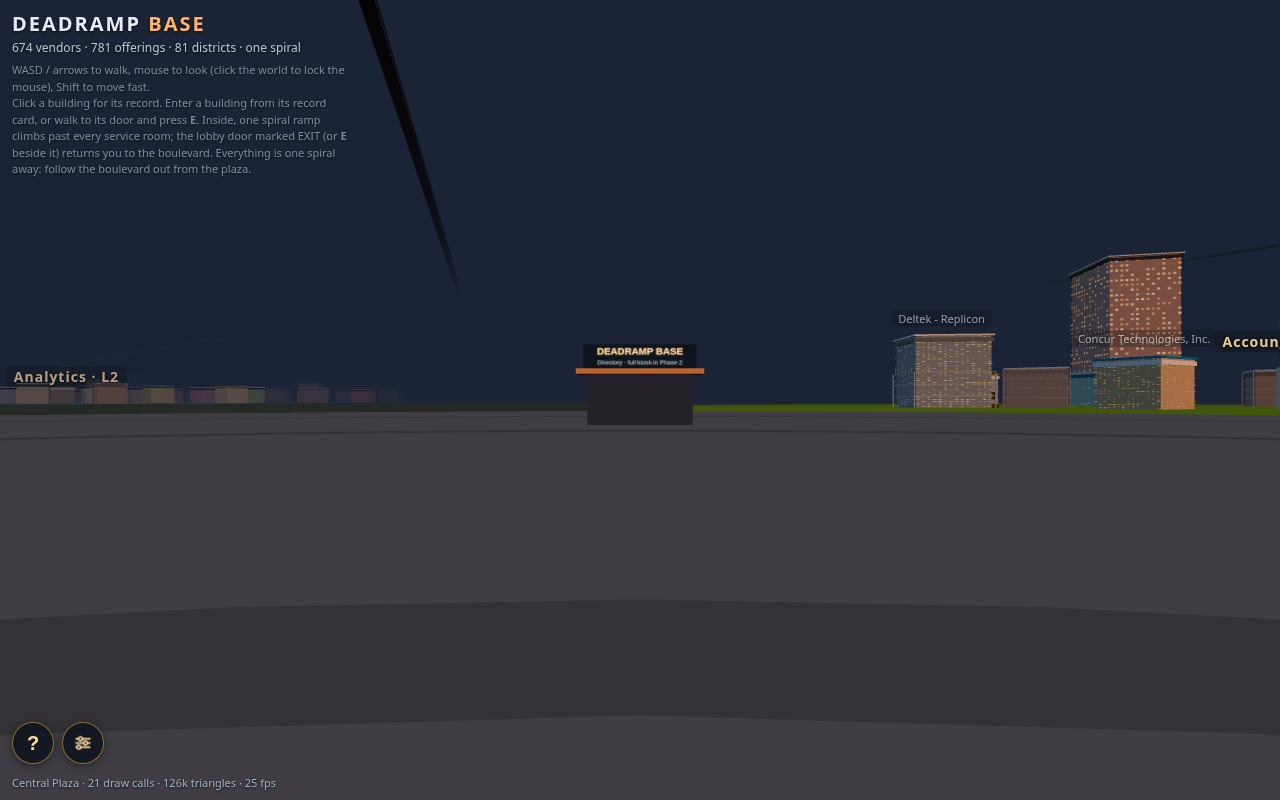 DEADRAMP BASE
674 vendors · 781 offerings · 81 districts · one spiral
WASD / arrows to walk, mouse to look (click the world to lock the
mouse), Shift to move fast.
Click a building for its record. Enter a building from its record
card, or walk to its door and press E. Inside, one spiral ramp
climbs past every service room; the lobby door marked EXIT (or E
beside it) returns you to the boulevard. Everything is one spiral
away: follow the boulevard out from the plaza.
Deltek - Replicon
Concur Technologies, Inc.
Accoun
DEADRAMP BASE
Directory - full kiosk in Phase 2
Analytics · L2
?
Central Plaza · 21 draw calls · 126k triangles · 25 fps